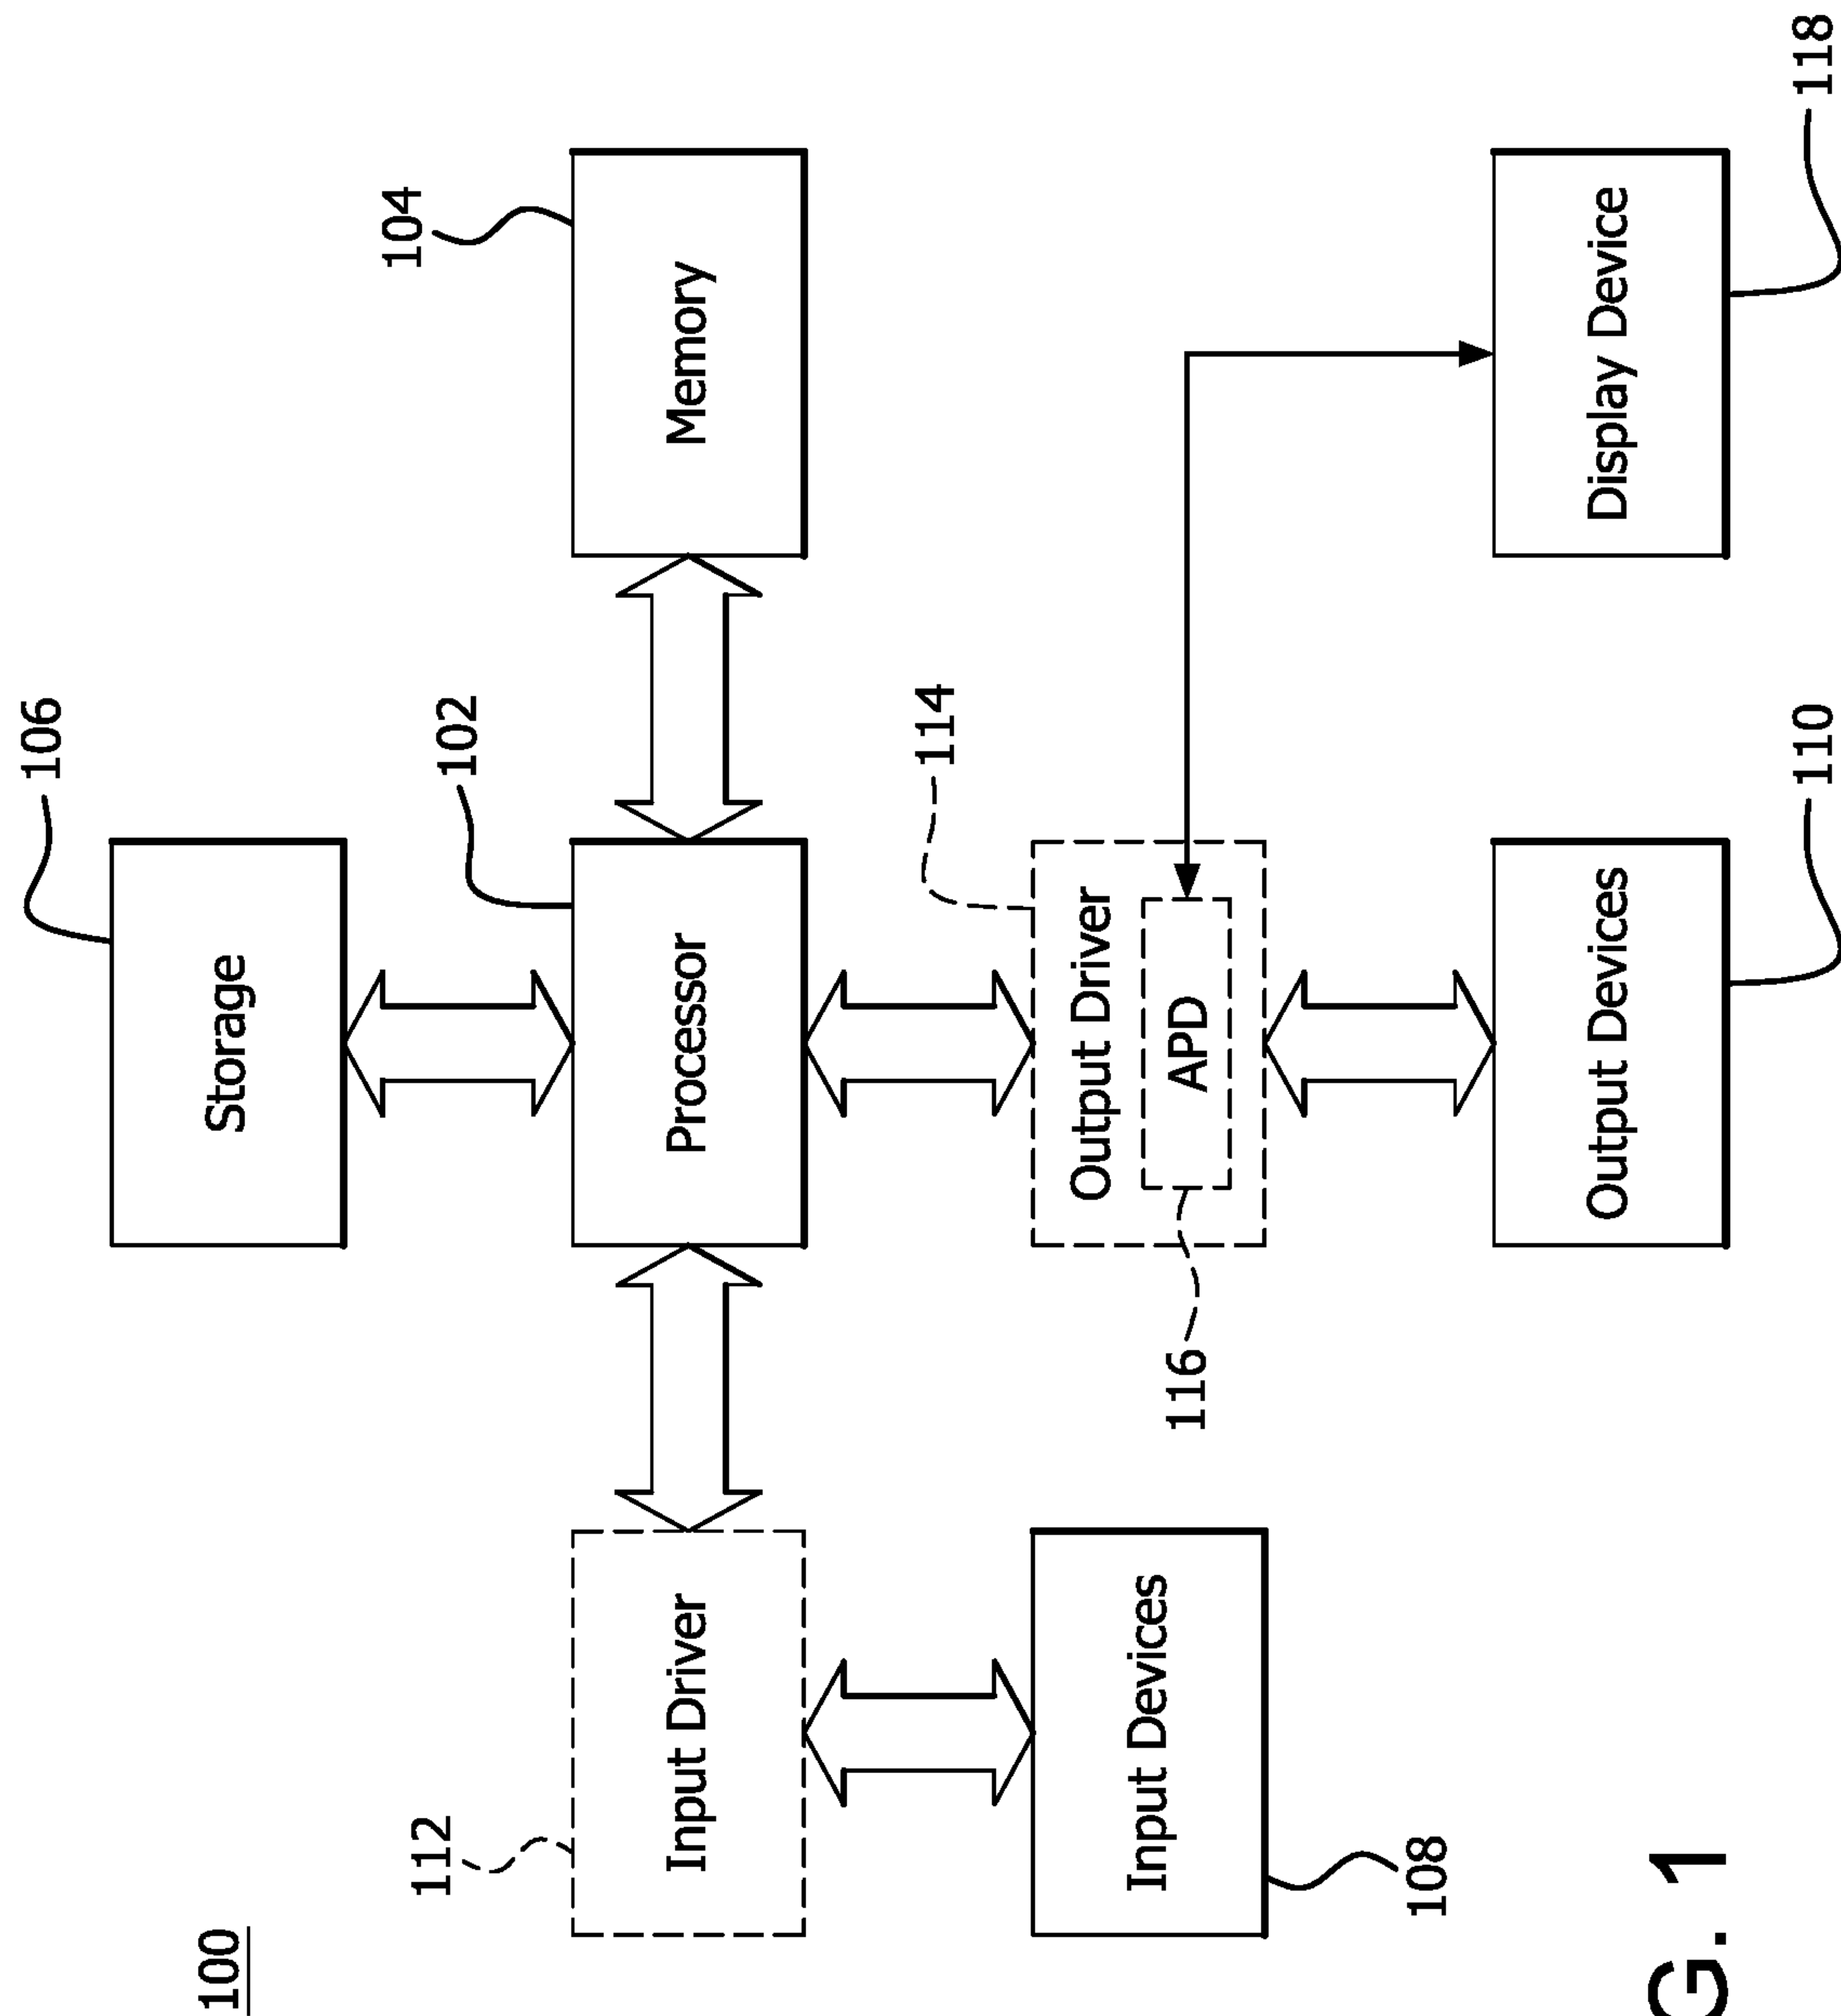 106
100
Storage
112
102
104
Input Driver
Processor
Memory
114
Output Driver
Input Devices
116
APD
108
Output Devices
Display Device
G. 1
110
118